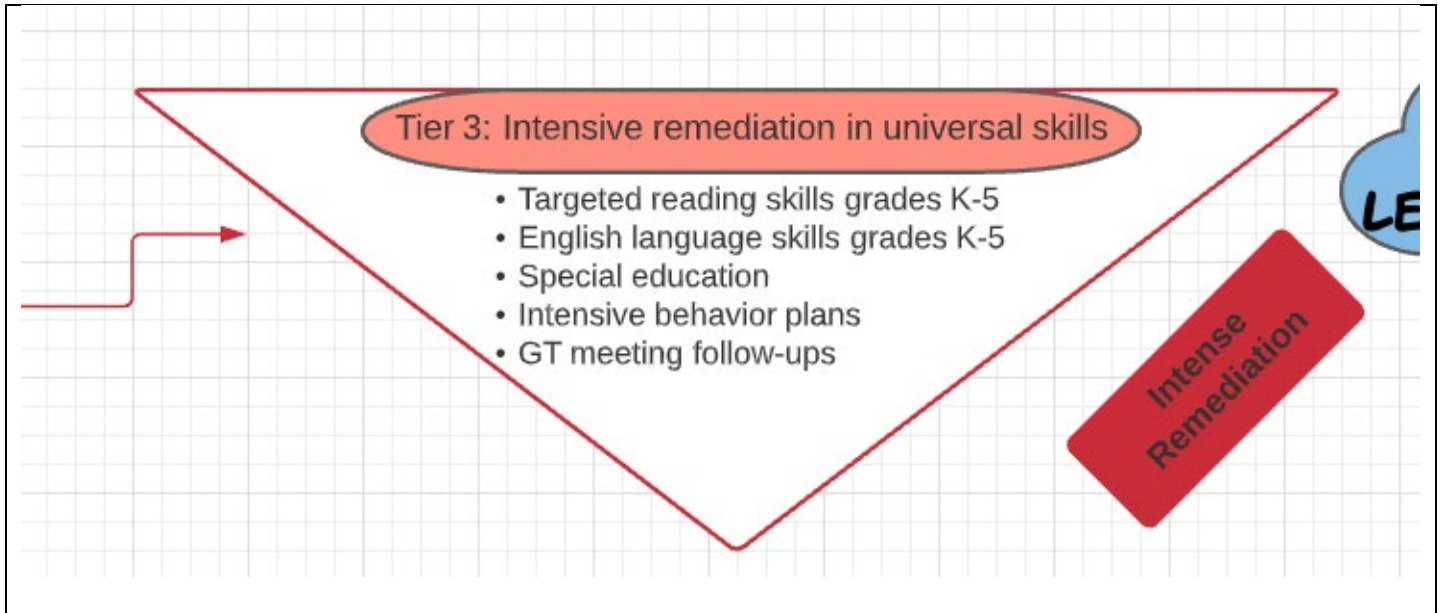 Tier 3: Intensive remediation in universal skills
• Targeted reading skills grades K-5
• English language skills grades K-5
• Special education
• Intensive behavior plans
• GT meeting follow-ups
Intense
Remediation